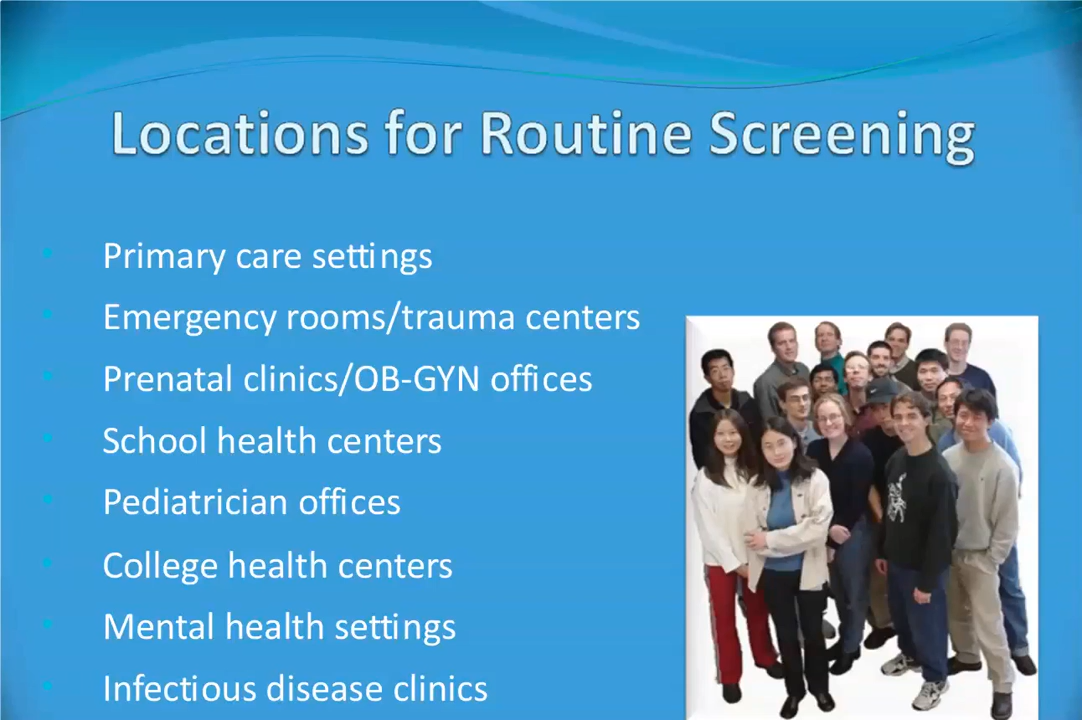 Locations for Routine Screening
• Primary care settings
• Emergency rooms/trauma centers
• Prenatal clinics/OB-GYN offices
• School health centers
• Pediatrician offices
• College health centers
• Mental health settings
• Infectious disease clinics